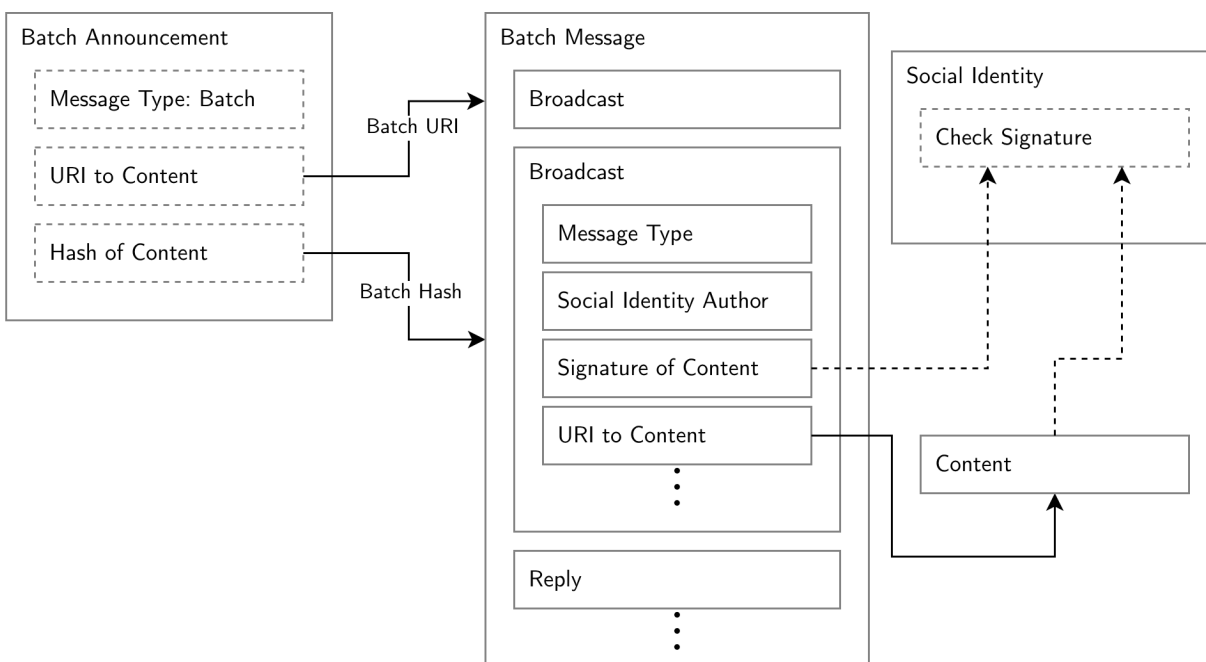 Batch Announcement
Message Type: Batch
URI to Content
Hash of Content
Batch URI
Batch Hash
Batch Message
Broadcast
Broadcast
Message Type
Social Identity Author
Signature of Content
URI to Content
Reply
Social Identity
Check Signature
Content